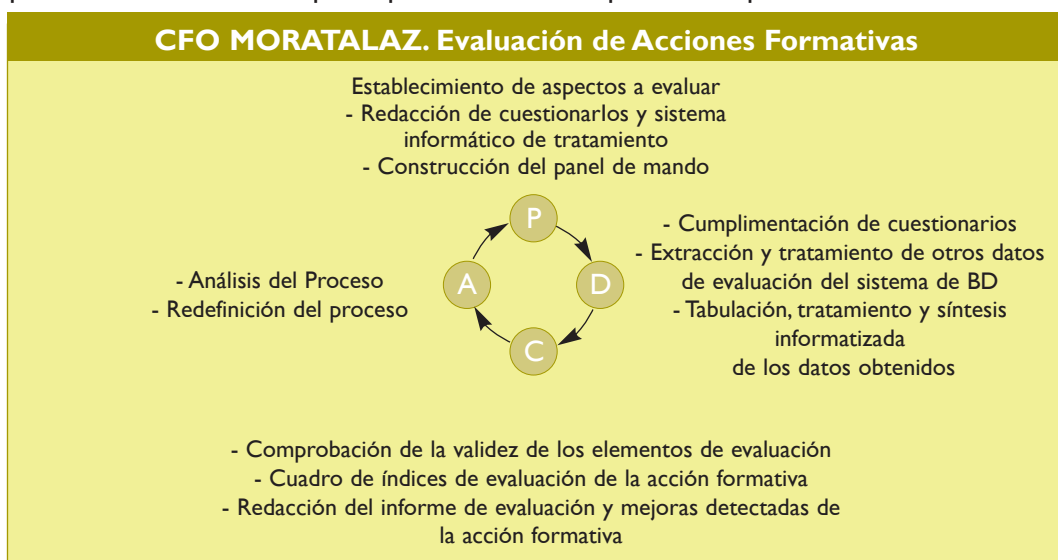 CFO MORATALAZ. Evaluación de Acciones Formativas
Establecimiento de aspectos a evaluar
- Redacción de cuestionarIos y sistema
informático de tratamiento
- Construcción del panel de mando
P
- Cumplimentación de cuestionarios
- Extracción y tratamiento de otros datos
de evaluación del sistema de BD
- Tabulación, tratamiento y síntesis
informatizada
de los datos obtenidos
- Análisis del Proceso
- Redefinición del proceso
A
D
C
- Comprobación de la validez de los elementos de evaluación
- Cuadro de índices de evaluación de la acción formativa
- Redacción del informe de evaluación y mejoras detectadas de
la acción formativa